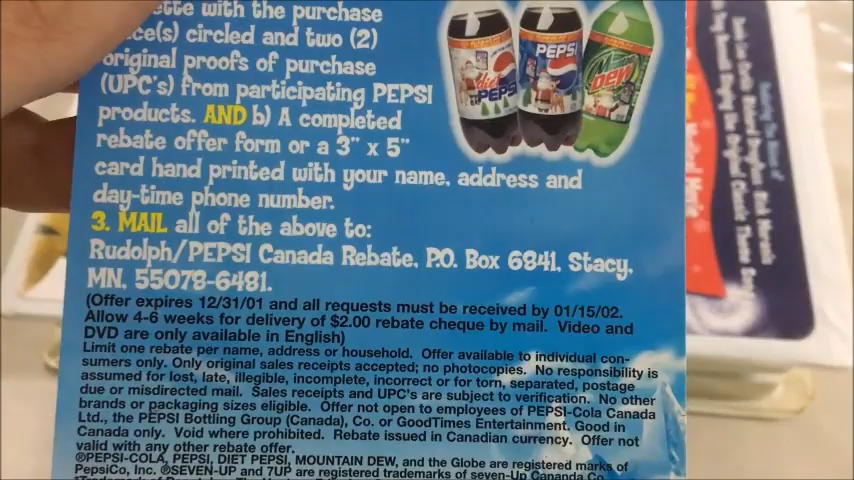 with the purchase
circled and two (2)
original proofs of purchase
(UPC's) from participating PEPSI
products. AND b) A completed
rebate offer form or a 3" x 5"
card hand printed with your name, address and
day-time phone number.
3. MAIL all of the above to:
Rudolph/PEPSI Canada Rebate, P.O. Box 6841, Stacy,
MN, 55078-6481.
(Offer expires 12/31/01 and all requests must be received by 01/15/02.
Allow 4-6 weeks for delivery of $2.00 rebate cheque by mail. Video and
DVD are only available in English)
Limit one rebate per name, address or household. Offer available to individual con-
sumers only. Only original sales receipts accepted; no photocopies. No responsibility is
assumed for lost, late, illegible, incomplete, incorrect or for torn, separated, postage
due or misdirected mail. Sales receipts and UPC's are subject to verification. No other
brands or packaging sizes eligible. Offer not open to employees of PEPSI-Cola Canada
Ltd., the PEPSI Bottling Group (Canada), Co. or GoodTimes Entertainment. Good in
Canada only. Void where prohibited. Rebate issued in Canadian currency. Offer not
valid with any other rebate offer.
®PEPSI-COLA, PEPSI, DIET PEPSI, MOUNTAIN DEW, and the Globe are registered marks of
PepsiCo, Inc. ®SEVEN-UP and 7UP are registered trademarks of seven-Up Cananda Co.
diet PEPSI
PEPSI
Mountain DEW